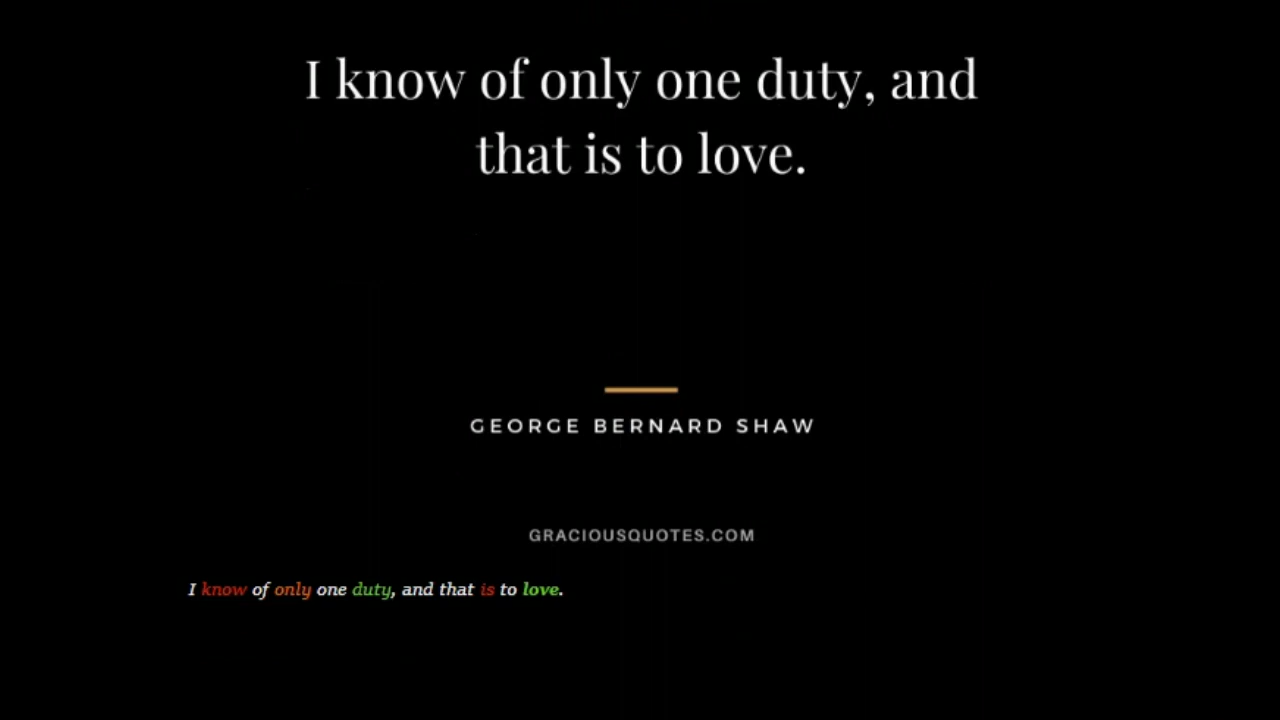 I know of only one duty, and
that is to love.
GEORGE BERNARD SHAW
GRACIOUSQUOTES.COM
I know of only one duty, and that is to love.